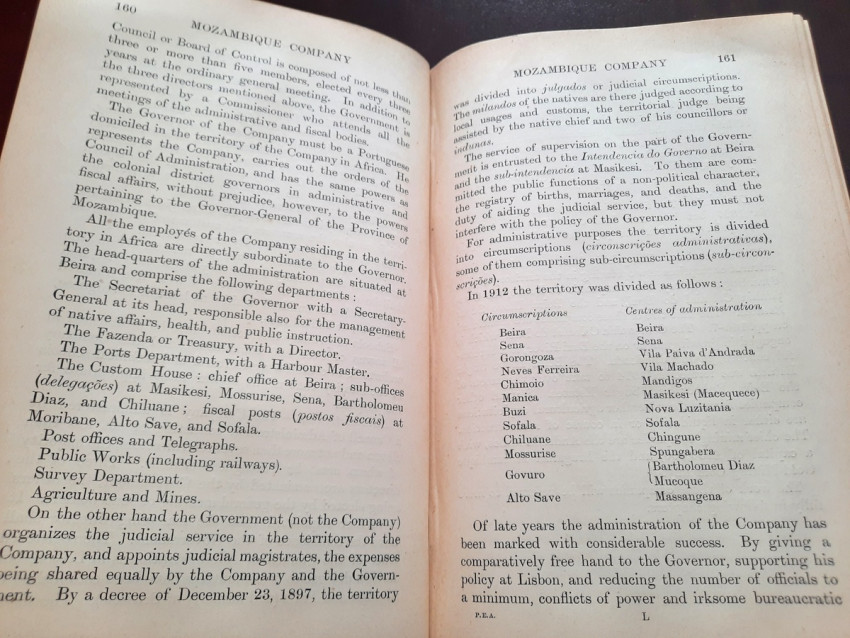 160
MOZAMBIQUE COMPANY
Council or Board of Control is composed of not less than
three or more than five members, elected every three
years at the ordinary general meeting. In addition to
the three directors mentioned above, the Government is
represented by a Commissioner who attends all the
meetings of the administrative and fiscal bodies.
The Governor of the Company must be a Portuguese
domiciled in the territory of the Company in Africa. He
represents the Company, carries out the orders of the
Council of Administration, and has the same powers as
the colonial district governors in administrative and
fiscal affairs, without prejudice, however, to the powers
pertaining to the Governor-General of the Province of
Mozambique.
All the employés of the Company residing in the terri-
tory in Africa are directly subordinate to the Governor.
The head-quarters of the administration are situated at
Beira and comprise the following departments :
The Secretariat of the Governor with a Secretary-
General at its head, responsible also for the management
of native affairs, health, and public instruction.
The Fazenda or Treasury, with a Director.
The Ports Department, with a Harbour Master.
The Custom House : chief office at Beira ; sub-offices
(delegações) at Masikesi, Mossurise, Sena, Bartholomeu
Diaz, and Chiluane ; fiscal posts (postos fiscais) at
Moribane, Alto Save, and Sofala.
Post offices and Telegraphs.
Public Works (including railways).
Survey Department.
Agriculture and Mines.
On the other hand the Government (not the Company)
organizes the judicial service in the territory of the
Company, and appoints judicial magistrates, the expenses
being shared equally by the Company and the Govern-
ment. By a decree of December 23, 1897, the territory
MOZAMBIQUE COMPANY 161
was divided into julgados or judicial circumscriptions.
The milandos of the natives are there judged according to
local usages and customs, the territorial judge being
assisted by the native chief and two of his councillors or
indunas.
The service of supervision on the part of the Govern-
ment is entrusted to the Intendencia do Governo at Beira
and the sub-intendencia at Masikesi. To them are com-
mitted the public functions of a non-political character,
the registry of births, marriages, and deaths, and the
duty of aiding the judicial service, but they must not
interfere with the policy of the Governor.
For administrative purposes the territory is divided
into circumscriptions (circonscrições administrativas),
some of them comprising sub-circumscriptions (sub-circon-
scrições).
In 1912 the territory was divided as follows :
Circumscriptions Centres of administration
Beira Beira
Sena Sena
Gorongoza Vila Paiva d'Andrada
Neves Ferreira Vila Machado
Chimoio Mandigos
Manica Masikesi (Macequece)
Buzi Nova Luzitania
Sofala Sofala
Chiluane Chingune
Mossurise Spungabera
Govuro {Bartholomeu Diaz
Mucoque
Alto Save Massangena
Of late years the administration of the Company has
been marked with considerable success. By giving a
comparatively free hand to the Governor, supporting his
policy at Lisbon, and reducing the number of officials to
a minimum, conflicts of power and irksome bureaucratic
P.E.A. L